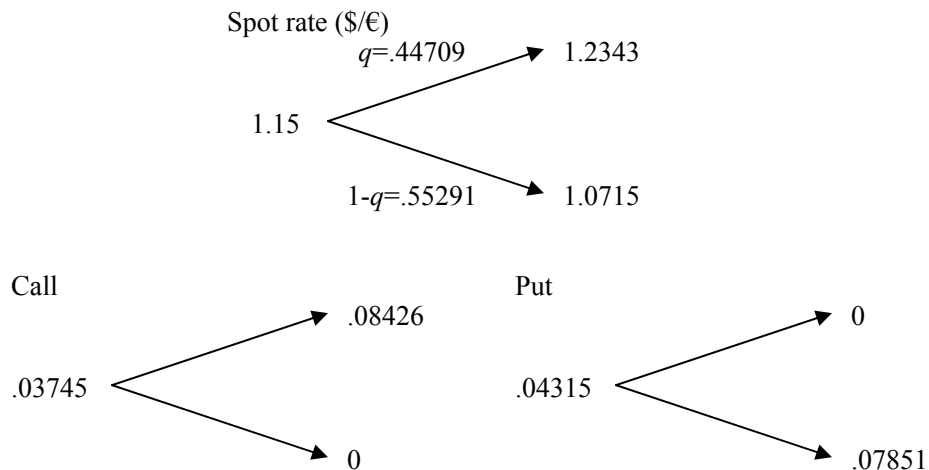 Spot rate ($/€)
q=.44709 1.2343
1.15
1-q=.55291 1.0715
Call Put
.08426 0
.03745 .04315
0 .07851